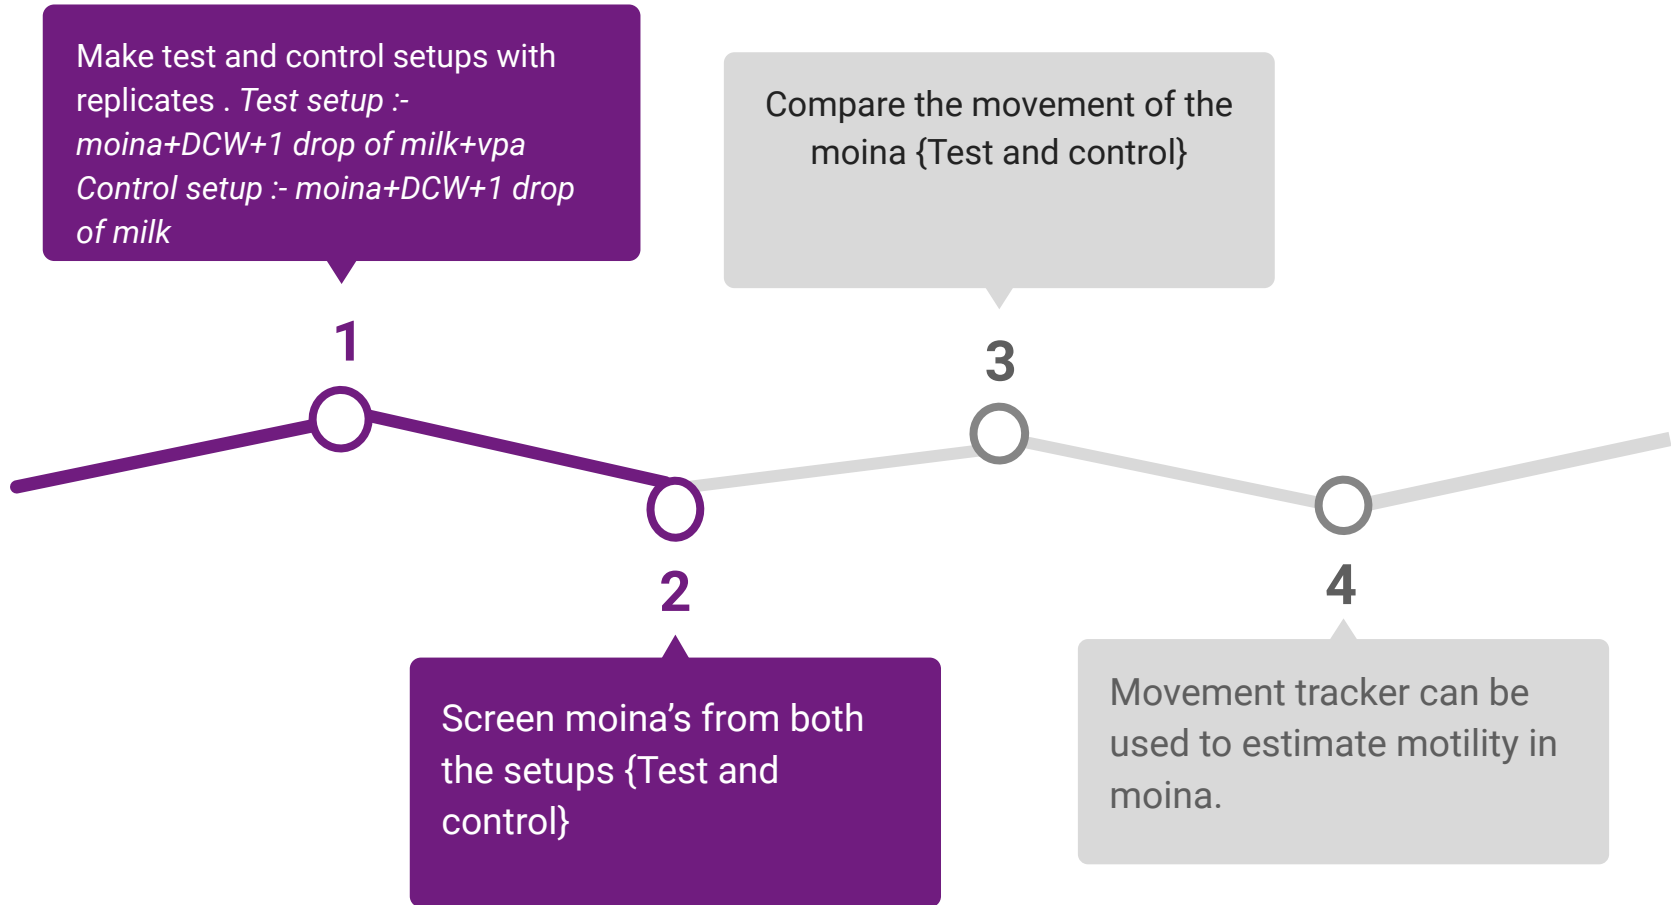 Make test and control setups with
replicates . Test setup :-
moina+DCW+1 drop of milk+vpa
Control setup :- moina+DCW+1 drop
of milk
1
2
Screen moina’s from both
the setups {Test and
control}
Compare the movement of the
moina {Test and control}
3
4
Movement tracker can be
used to estimate motility in
moina.